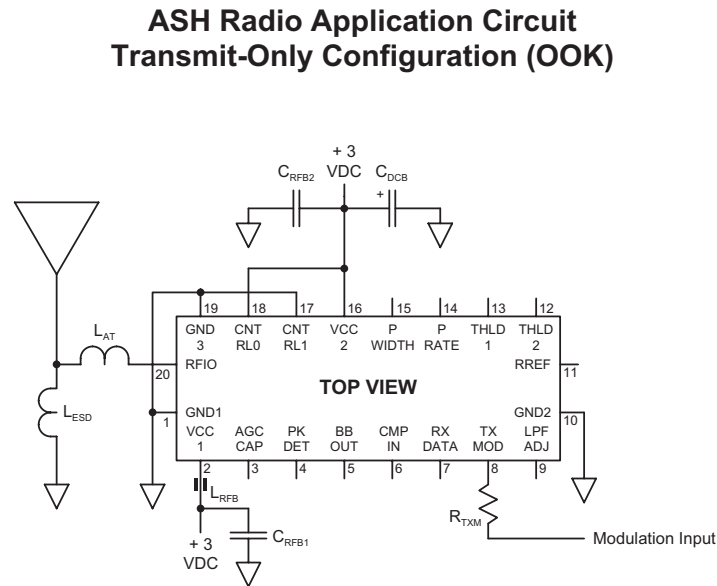 ASH Radio Application Circuit
Transmit-Only Configuration (OOK)
+ 3
VDC
C_RFB2
C_DCB
+
L_AT
L_ESD
19 18 17 16 15 14 13 12
GND 3
CNT RL0
CNT RL1
VCC 2
P WIDTH
P RATE
THLD 1
THLD 2
20
RFIO
RREF
11
TOP VIEW
1
GND1
GND2
10
VCC 1
AGC CAP
PK DET
BB OUT
CMP IN
RX DATA
TX MOD
LPF ADJ
2 3 4 5 6 7 8 9
L_RFB
R_TXM
C_RFB1
+ 3
VDC
Modulation Input